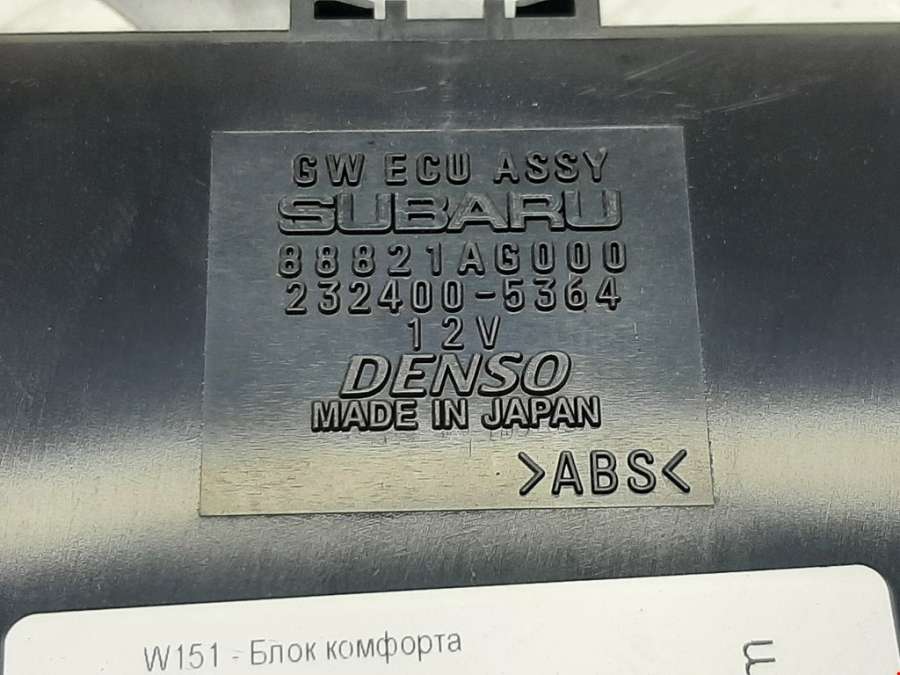 GW ECU ASSY
SUBARU
88821AG000
232400-5364
12V
DENSO
MADE IN JAPAN
>ABS<
W151 - Блок комфорта